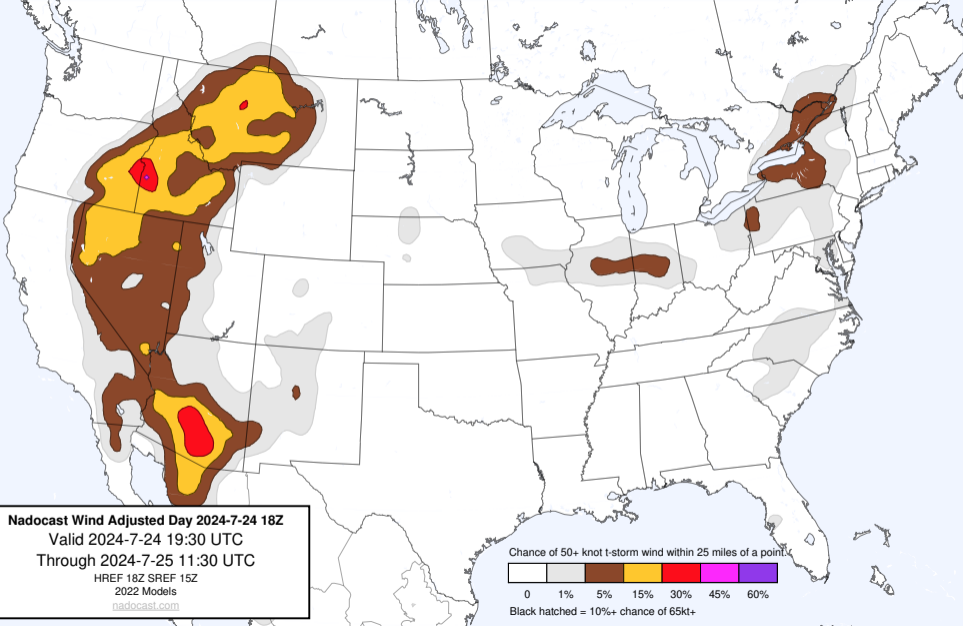 Nadocast Wind Adjusted Day 2024-7-24 18Z
Valid 2024-7-24 19:30 UTC
Through 2024-7-25 11:30 UTC
HREF 18Z SREF 15Z
2022 Models
nadocast.com
Chance of 50+ knot t-storm wind within 25 miles of a point.
0 1% 5% 15% 30% 45% 60%
Black hatched = 10%+ chance of 65kt+